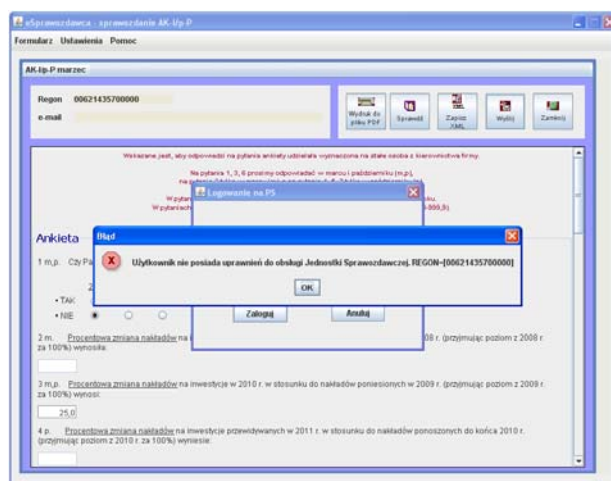 eSprawozdawca - sprawozdanie AK-Ip-P
Formularz Ustawienia Pomoc
AK-Ip-P marzec
Regon 00621435700000
e-mail
Wydruk do pliku PDF
Sprawdź
Zapisz XML
Wyślij
Zamknij
Wskazane jest, aby odpowiedzi na pytania ankiety udzielała wyznaczona na stałe osoba z kierownictwa firmy.
Na pytania 1, 3, 6 prosimy odpowiadać w marcu i październiku (m,p),
W pytaniach
Logowanie na PS
Ankieta
Błąd
1 m,p. Czy
Użytkownik nie posiada uprawnień do obsługi Jednostki Sprawozdawczej. REGON=[00621435700000]
OK
• TAK
• NIE
Zaloguj
Anuluj
2 m. Procentowa zmiana nakładów na
08 r. (przyjmując poziom z 2008 r.
za 100%) wynosiła:
3 m,p. Procentowa zmiana nakładów na inwestycje w 2010 r. w stosunku do nakładów poniesionych w 2009 r. (przyjmując poziom z 2009 r.
za 100%) wynosi:
25,0
4 p. Procentowa zmiana nakładów na inwestycje przewidywanych w 2011 r. w stosunku do nakładów ponoszonych do końca 2010 r.
(przyjmując poziom z 2010 r. za 100%) wyniesie: